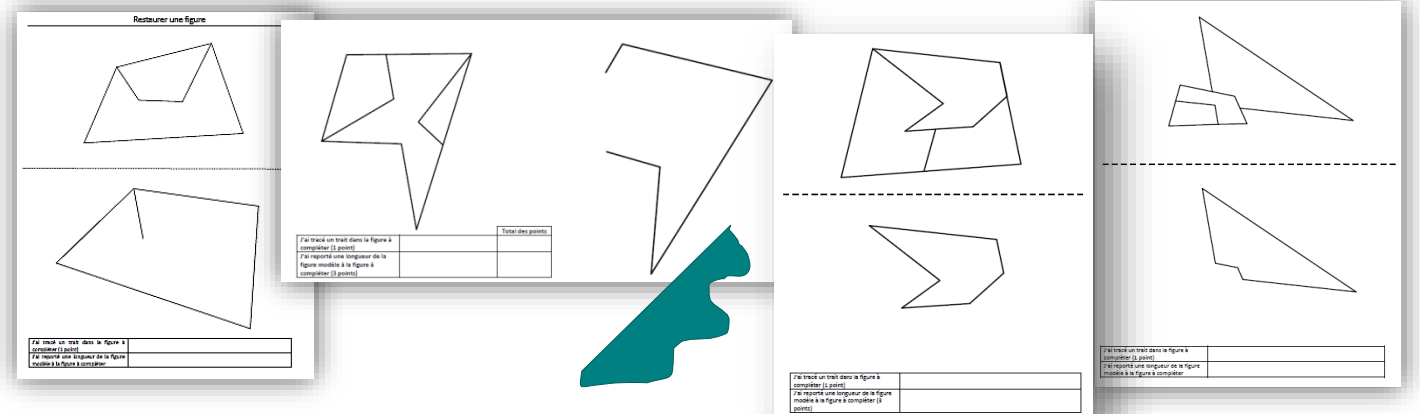 Restaurer une figure
J'ai tracé un trait dans la figure à
compléter (1 point)
J'ai reporté une longueur de la figure
modèle à la figure à compléter
Total des points
J'ai tracé un trait dans la figure à
compléter (1 point)
J'ai reporté une longueur de la
figure modèle à la figure à
compléter (3 points)
J'ai tracé un trait dans la figure à
compléter (1 point)
J'ai reporté une longueur de la figure
modèle à la figure à compléter (3
points)
J'ai tracé un trait dans la figure à
compléter (1 point)
J'ai reporté une longueur de la figure
modèle à la figure à compléter